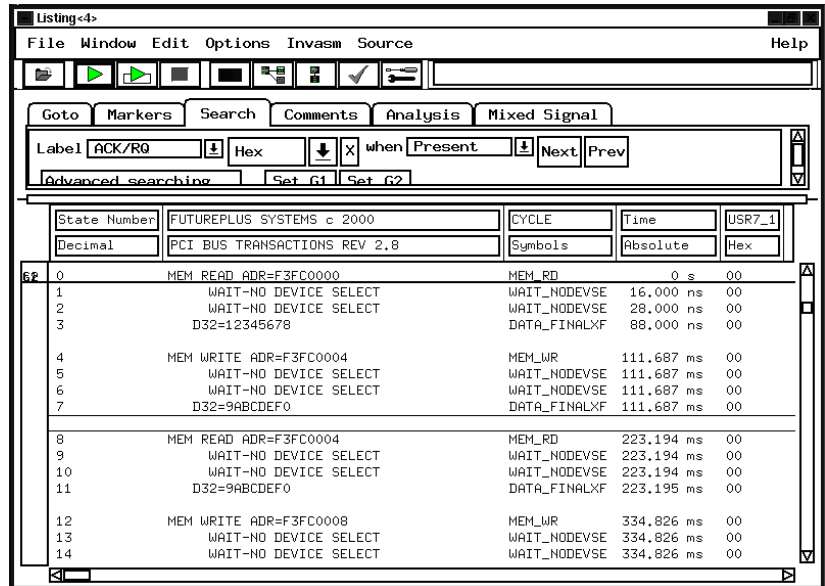 Listing<4>
File Window Edit Options Invasm Source Help
Goto Markers Search Comments Analysis Mixed Signal
Label ACK/RQ Hex X when Present Next Prev
Advanced searching Set G1 Set G2
State Number FUTUREPLUS SYSTEMS c 2000 CYCLE Time USR7_1
Decimal PCI BUS TRANSACTIONS REV 2.8 Symbols Absolute Hex
0 MEM READ ADR=F3FC0000 MEM_RD 0 s 00
1 WAIT-NO DEVICE SELECT WAIT_NODEVSE 16.000 ns 00
2 WAIT-NO DEVICE SELECT WAIT_NODEVSE 28.000 ns 00
3 D32=12345678 DATA_FINALXF 88.000 ns 00
4 MEM WRITE ADR=F3FC0004 MEM_WR 111.687 ms 00
5 WAIT-NO DEVICE SELECT WAIT_NODEVSE 111.687 ms 00
6 WAIT-NO DEVICE SELECT WAIT_NODEVSE 111.687 ms 00
7 D32=9ABCDEF0 DATA_FINALXF 111.687 ms 00
8 MEM READ ADR=F3FC0004 MEM_RD 223.194 ms 00
9 WAIT-NO DEVICE SELECT WAIT_NODEVSE 223.194 ms 00
10 WAIT-NO DEVICE SELECT WAIT_NODEVSE 223.194 ms 00
11 D32=9ABCDEF0 DATA_FINALXF 223.195 ms 00
12 MEM WRITE ADR=F3FC0008 MEM_WR 334.826 ms 00
13 WAIT-NO DEVICE SELECT WAIT_NODEVSE 334.826 ms 00
14 WAIT-NO DEVICE SELECT WAIT_NODEVSE 334.826 ms 00